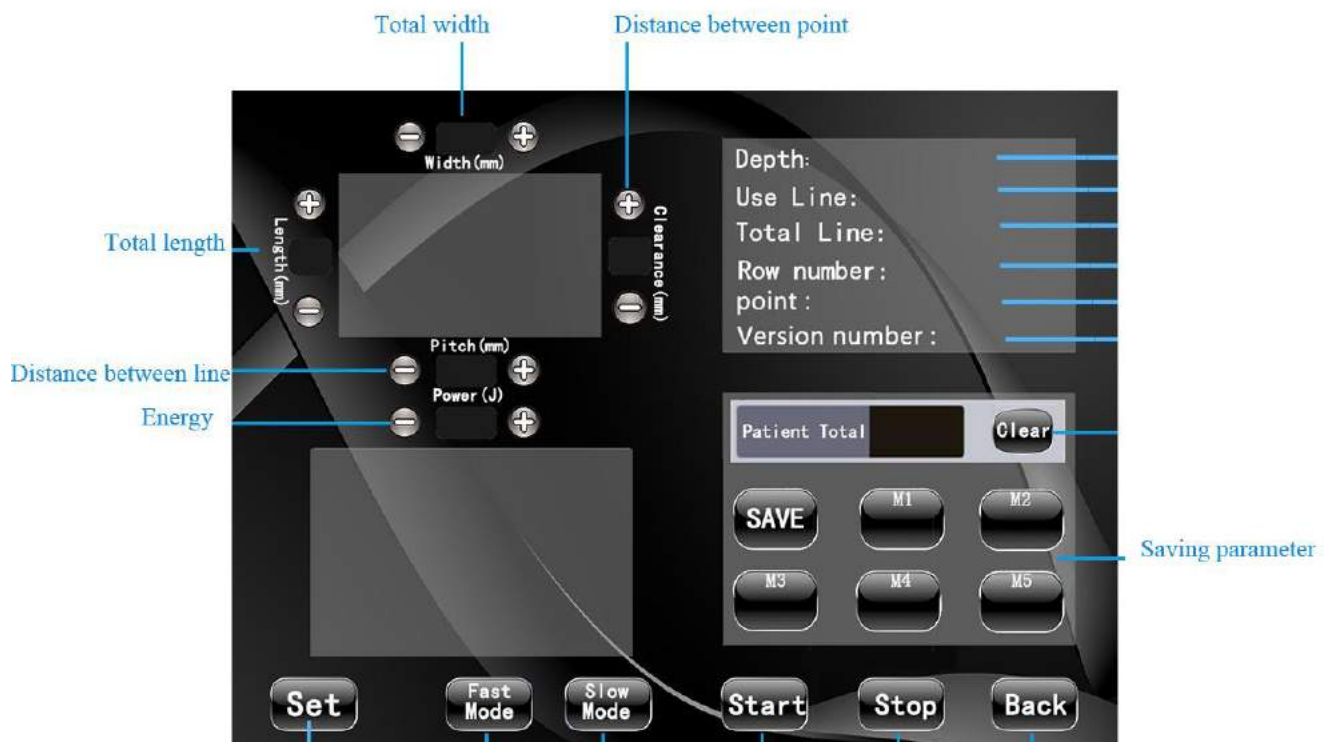 Total width
Distance between point
Width(mm)
Depth:
Use Line:
Total Line:
Row number:
point :
Version number :
Total length
Length(mm)
Clearance(mm)
Pitch(mm)
Distance between line
Power(J)
Energy
Patient Total
Clear
SAVE
M1
M2
Saving parameter
M3
M4
M5
Set
Fast
Mode
Slow
Mode
Start
Stop
Back